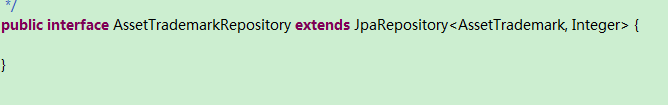 */
public interface AssetTrademarkRepository extends JpaRepository<AssetTrademark, Integer> {
}